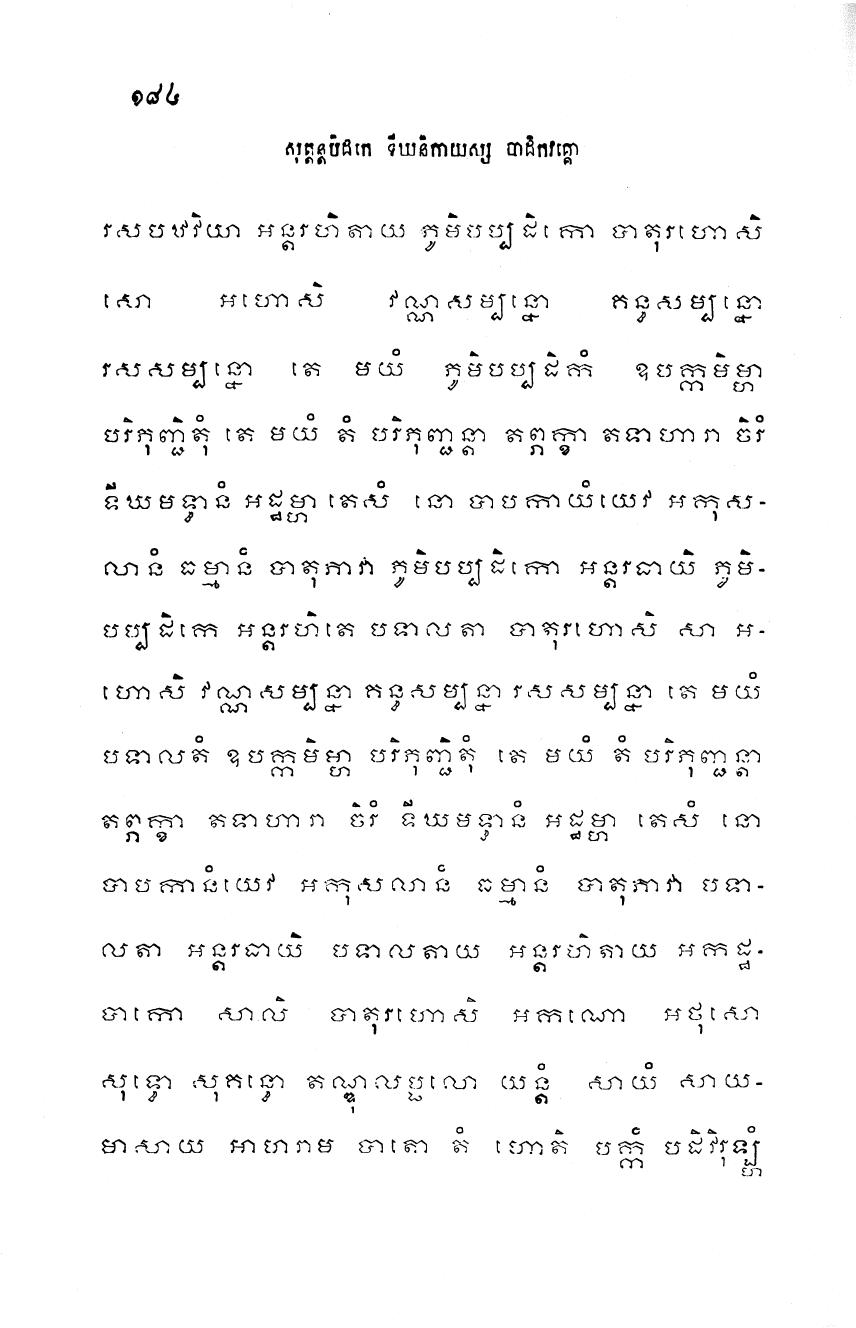 ១៨៤
សុត្តន្តបិដកេ ទីឃនិកាយស្ស បាដិកវគ្គោ
រសបឋវិយា អន្តរហិតាយ ភូមិបប្បដិកោ បាតុរហោសិ
សោ អហោសិ វណ្ណសម្បន្នោ គន្ធសម្បន្នោ
រសសម្បន្នោ តេ មយំ ភូមិបប្បដិកំ ឧបក្កមិម្ហា
បរិភុញ្ជិតុំ តេ មយំ តំ បរិភុញ្ជន្តា តព្ភក្ខា តទាហារា ចិរំ
ទីឃមទ្ធានំ អដ្ឋម្ហា តេសំ នោ បាបកាយំយេវ អកុស-
លានំ ធម្មានំ បាតុភាវា ភូមិបប្បដិកោ អន្តរធាយិ ភូមិ-
បប្បដិកេ អន្តរហិតេ បទាលតា បាតុរហោសិ សា អ-
ហោសិ វណ្ណសម្បន្នា គន្ធសម្បន្នា រសសម្បន្នា តេ មយំ
បទាលតំ ឧបក្កមិម្ហា បរិភុញ្ជិតុំ តេ មយំ តំ បរិភុញ្ជន្តា
តព្ភក្ខា តទាហារា ចិរំ ទីឃមទ្ធានំ អដ្ឋម្ហា តេសំ នោ
បាបកានំយេវ អកុសលានំ ធម្មានំ បាតុភាវា បទា-
លតា អន្តរធាយិ បទាលតាយ អន្តរហិតាយ អកដ្ឋ-
បាកោ សាលិ បាតុរហោសិ អកណោ អថុសោ
សុទ្ធោ សុគន្ធោ តណ្ឌុលប្ផលោ យន្តំ សាយំ សាយ-
មាសាយ អាហរាម បាតោ តំ ហោតិ បក្កំ បដិវិរុឡ្ហំ